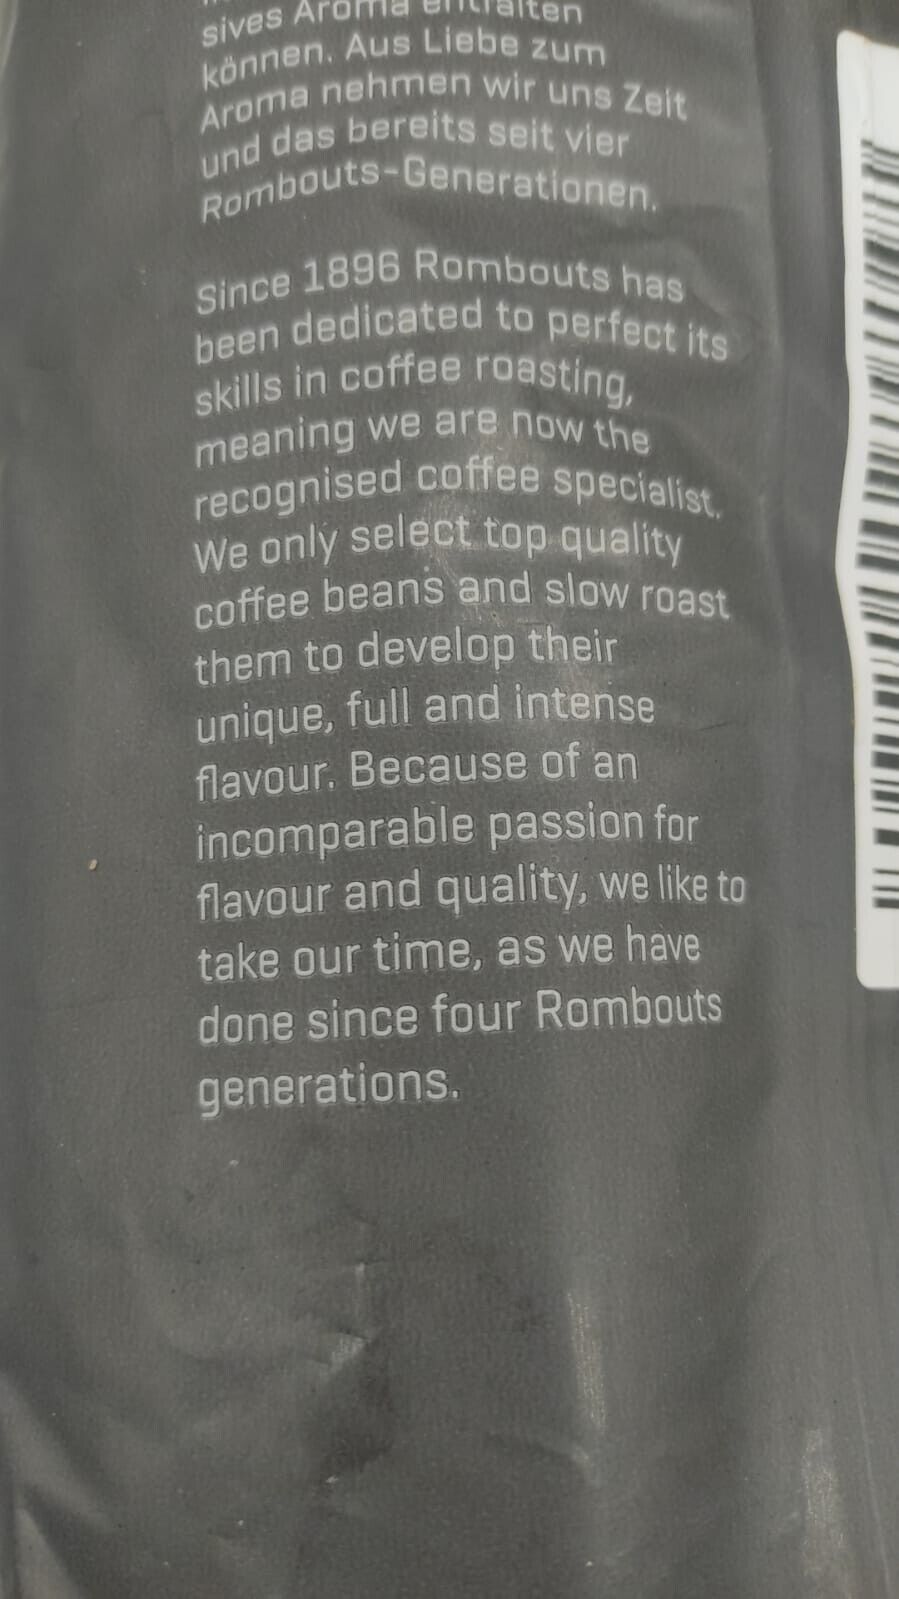 sives Aroma entfalten
können. Aus Liebe zum
Aroma nehmen wir uns Zeit
und das bereits seit vier
Rombouts-Generationen.
Since 1896 Rombouts has
been dedicated to perfect its
skills in coffee roasting,
meaning we are now the
recognised coffee specialist.
We only select top quality
coffee beans and slow roast
them to develop their
unique, full and intense
flavour. Because of an
incomparable passion for
flavour and quality, we like to
take our time, as we have
done since four Rombouts
generations.